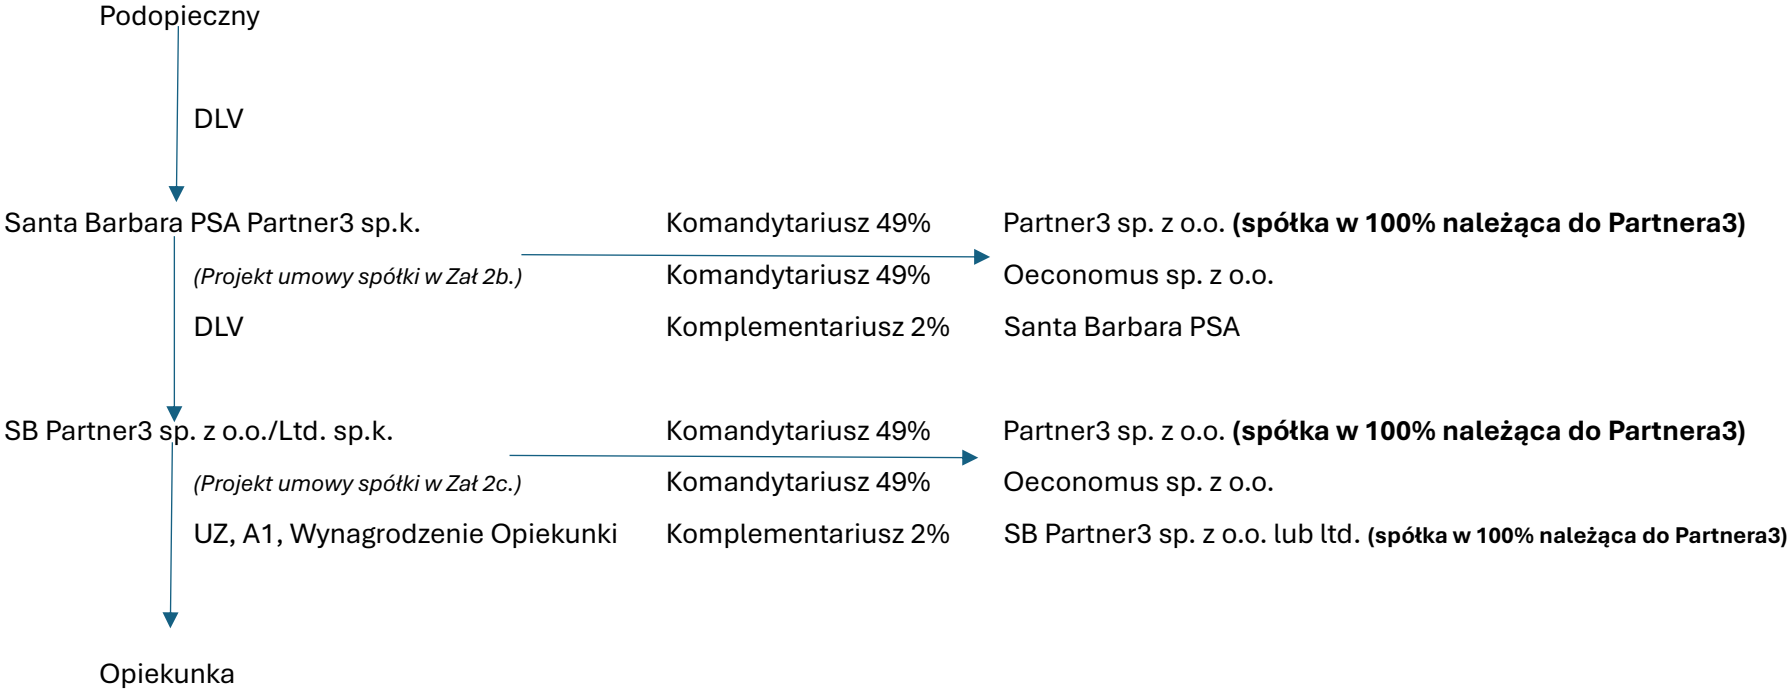 Podopieczny
DLV
Santa Barbara PSA Partner3 sp.k. Komandytariusz 49% Partner3 sp. z o.o. (spółka w 100% należąca do Partnera3)
(Projekt umowy spółki w Zał 2b.) Komandytariusz 49% Oeconomus sp. z o.o.
DLV Komplementariusz 2% Santa Barbara PSA
SB Partner3 sp. z o.o./Ltd. sp.k. Komandytariusz 49% Partner3 sp. z o.o. (spółka w 100% należąca do Partnera3)
(Projekt umowy spółki w Zał 2c.) Komandytariusz 49% Oeconomus sp. z o.o.
UZ, A1, Wynagrodzenie Opiekunki Komplementariusz 2% SB Partner3 sp. z o.o. lub ltd. (spółka w 100% należąca do Partnera3)
Opiekunka